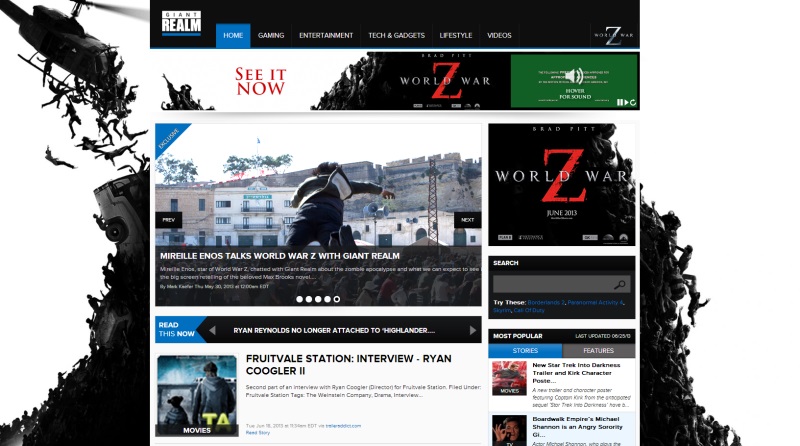 GIANT
REALM
HOME
GAMING
ENTERTAINMENT
TECH & GADGETS
LIFESTYLE
VIDEOS
WORLD WAR
Z
SEE IT
NOW
BRAD PITT
WORLD WAR
Z
HOVER
FOR SOUND
EXCLUSIVE
PREV
NEXT
MIREILLE ENOS TALKS WORLD WAR Z WITH GIANT REALM
Mireille Enos, star of World War Z, chatted with Giant Realm about the zombie apocalypse and what we can expect to see i
the big screen retelling of the beloved Max Brooks novel...
By Mark Keefer Thu May 30, 2013 at 12:00am EDT
BRAD PITT
WORLD WAR
Z
JUNE 2013
SEARCH
Try These: Borderlands 2, Paranormal Activity 4,
Skyrim, Call Of Duty
READ
THIS NOW
RYAN REYNOLDS NO LONGER ATTACHED TO 'HIGHLANDER....
MOST POPULAR
LAST UPDATED 06/25/13
STORIES
FEATURES
FRUITVALE STATION: INTERVIEW - RYAN
COOGLER II
Second part of an interview with Ryan Coogler (Director) for Fruitvale Station. Filed Under:
Fruitvale Station Tags: The Weinstein Company, Drama, Interview...
Tue Jun 18, 2013 at 11:34am EDT via traileraddict.com
Read Story
TA
MOVIES
MOVIES
New Star Trek Into Darkness
Trailer and Kirk Character
Poste...
A new trailer and character poster
featuring Captain Kirk from the anticipated
sequel 'Star Trek Into Darkness' have b...
TV
Boardwalk Empire's Michael
Shannon is an Angry Sorority
Gi...
Actor Michael Shannon, who plays the